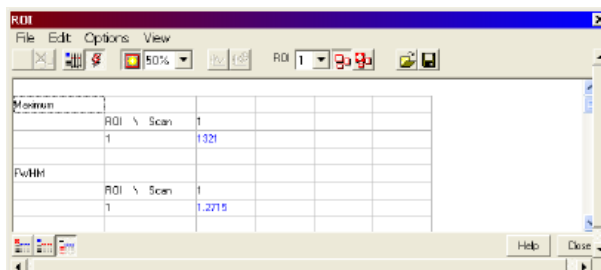 ROI
File Edit Options View
50% ROI 1
Maximum
ROI \ Scan 1
1 1321
FWHM
ROI \ Scan 1
1 1.2715
Help Close